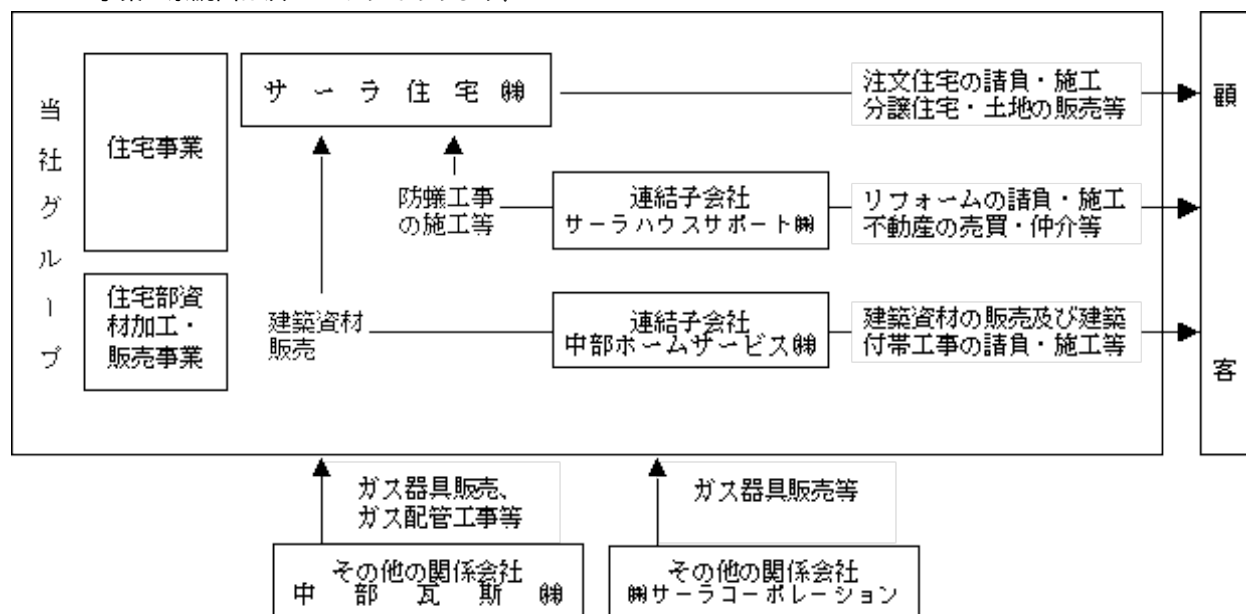 当社グループ
住宅事業
サーラ住宅㈱
注文住宅の請負・施工
分譲住宅・土地の販売等
顧客
防蟻工事
の施工等
連結子会社
サーラハウスサポート㈱
リフォームの請負・施工
不動産の売買・仲介等
住宅部資
材加工・
販売事業
建築資材
販売
連結子会社
中部ホームサービス㈱
建築資材の販売及び建築
付帯工事の請負・施工等
ガス器具販売、
ガス配管工事等
ガス器具販売等
その他の関係会社
中部瓦斯㈱
その他の関係会社
㈱サーラコーポレーション